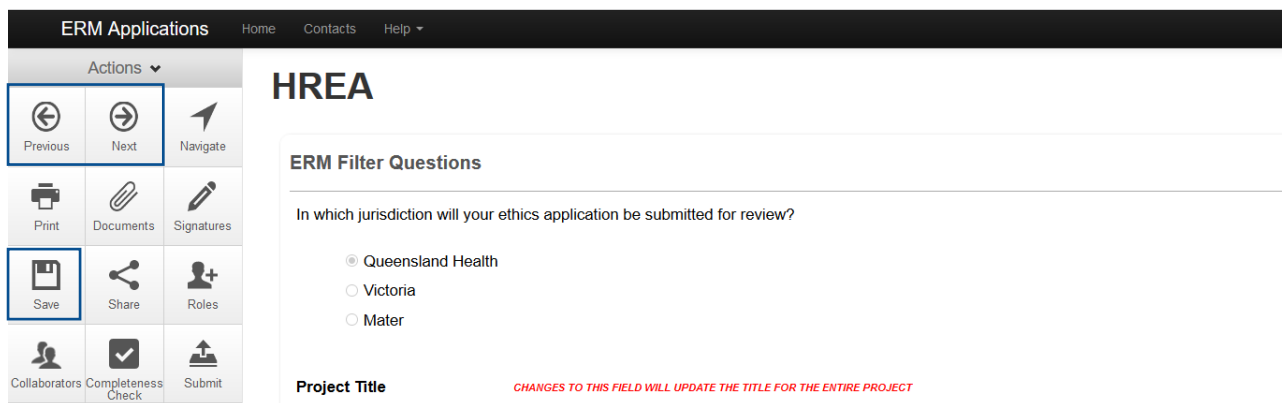 ERM Applications Home Contacts Help
Actions
HREA
Previous Next Navigate
ERM Filter Questions
Print Documents Signatures
In which jurisdiction will your ethics application be submitted for review?
Queensland Health
Victoria
Mater
Save Share Roles
Collaborators Completeness Check Submit
Project Title CHANGES TO THIS FIELD WILL UPDATE THE TITLE FOR THE ENTIRE PROJECT